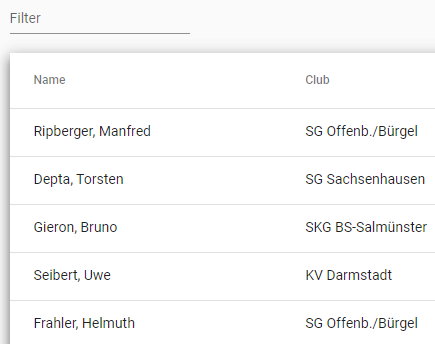 Filter
Name Club
Ripberger, Manfred SG Offenb./Bürgel
Depta, Torsten SG Sachsenhausen
Gieron, Bruno SKG BS-Salmünster
Seibert, Uwe KV Darmstadt
Frahler, Helmuth SG Offenb./Bürgel